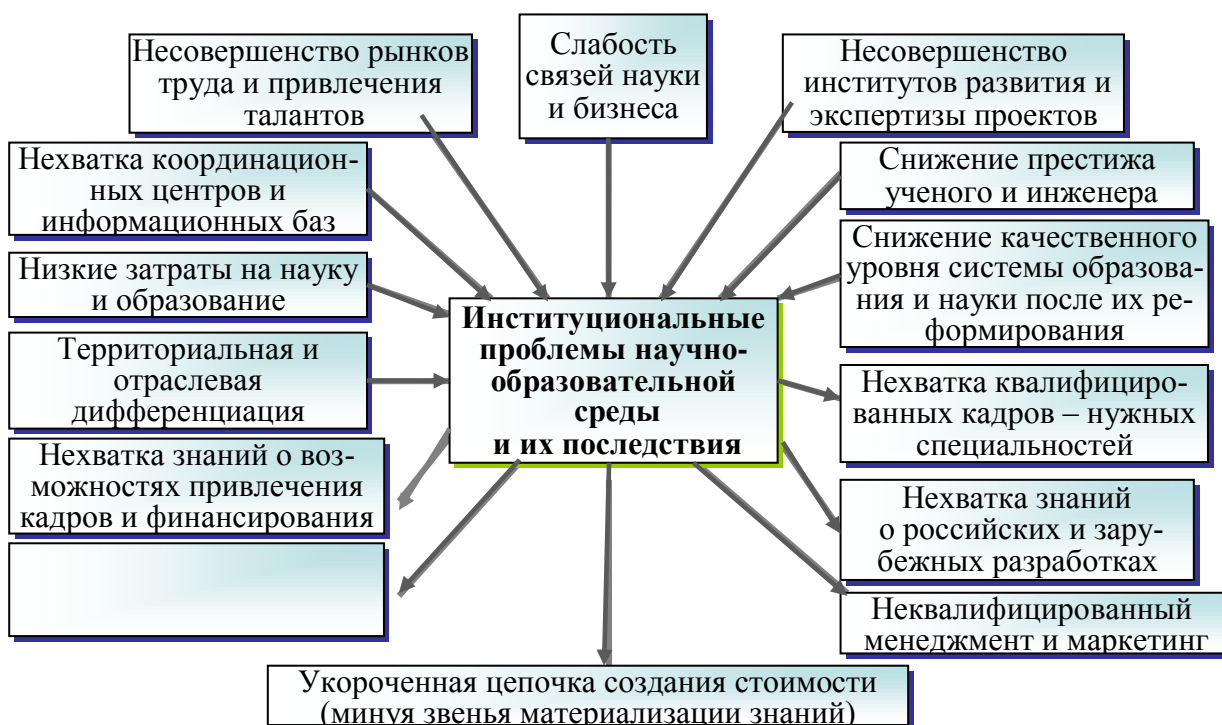 Несовершенство рынков
труда и привлечения
талантов
Слабость
связей науки
и бизнеса
Несовершенство
институтов развития и
экспертизы проектов
Нехватка координацион-
ных центров и
информационных баз
Снижение престижа
ученого и инженера
Низкие затраты на науку
и образование
Снижение качественного
уровня системы образова-
ния и науки после их ре-
формирования
Институциональные
проблемы научно-
образовательной
среды
и их последствия
Территориальная и
отраслевая
дифференциация
Нехватка квалифициро-
ванных кадров – нужных
специальностей
Нехватка знаний о воз-
можностях привлечения
кадров и финансирования
Нехватка знаний
о российских и зару-
бежных разработках
Неквалифицированный
менеджмент и маркетинг
Укороченная цепочка создания стоимости
(минуя звенья материализации знаний)